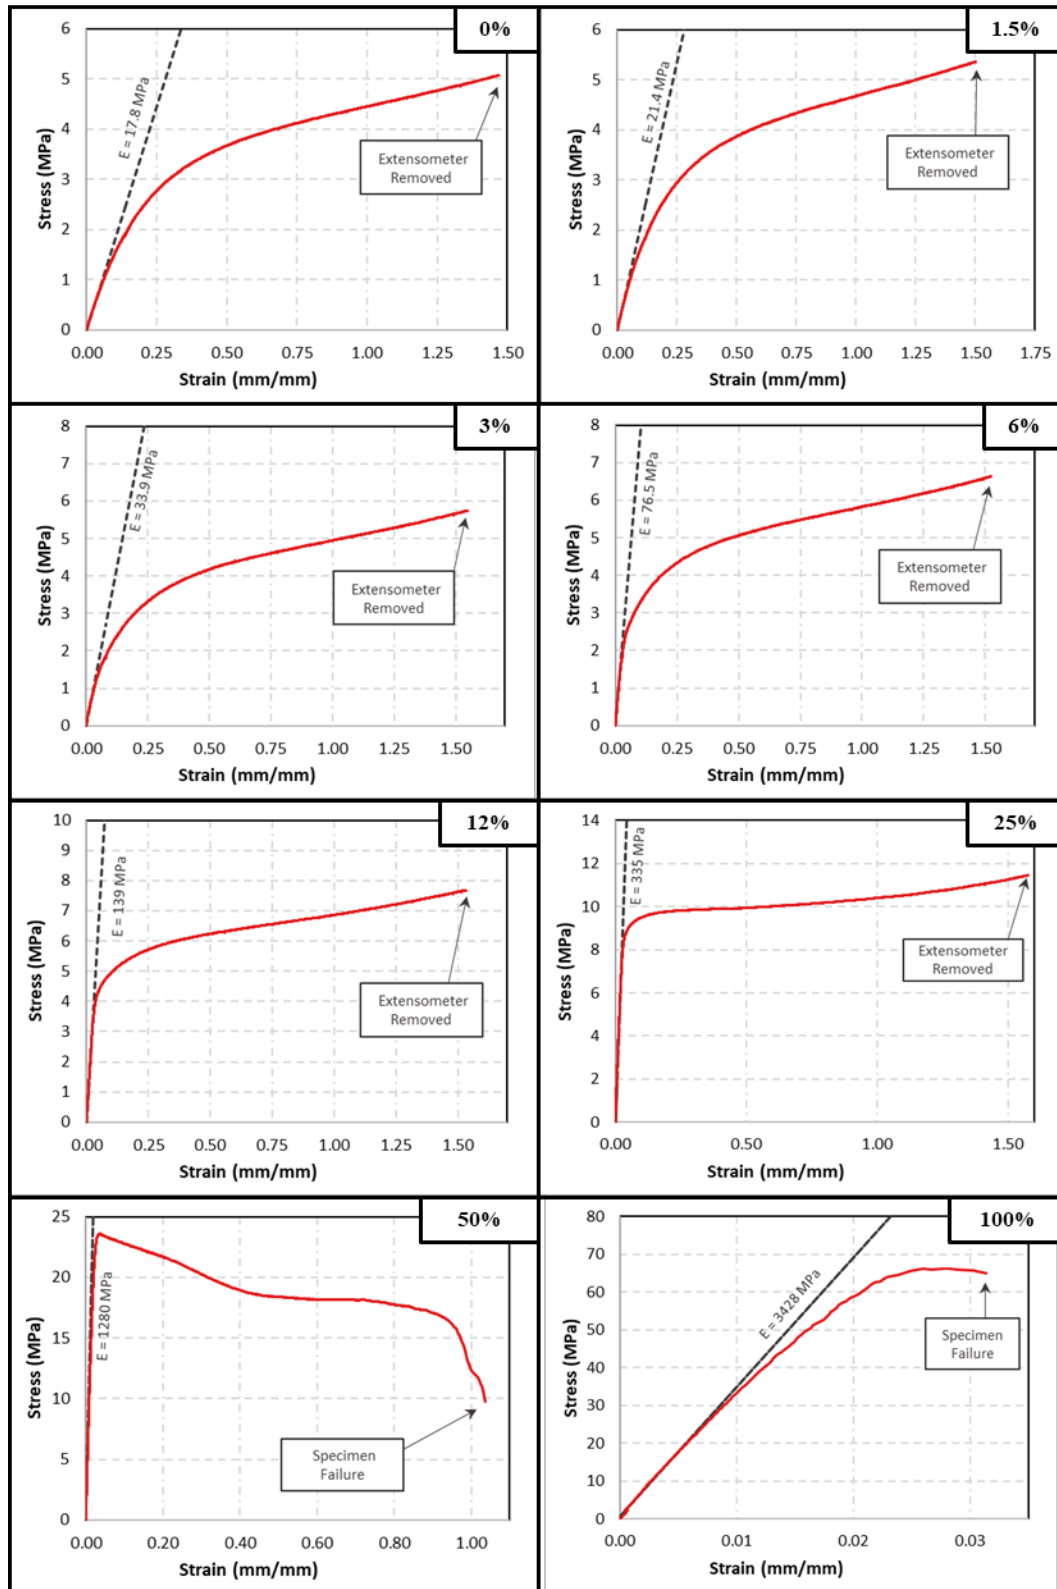 0%
6
5
4
3
2
1
0
Stress (MPa)
E = 17.8 MPa
Extensometer
Removed
0.00 0.25 0.50 0.75 1.00 1.25 1.50
Strain (mm/mm)
1.5%
6
5
4
3
2
1
0
Stress (MPa)
E = 21.4 MPa
Extensometer
Removed
0.00 0.25 0.50 0.75 1.00 1.25 1.50 1.75
Strain (mm/mm)
3%
8
7
6
5
4
3
2
1
0
Stress (MPa)
E = 33.9 MPa
Extensometer
Removed
0.00 0.25 0.50 0.75 1.00 1.25 1.50
Strain (mm/mm)
6%
8
7
6
5
4
3
2
1
0
Stress (MPa)
E = 76.5 MPa
Extensometer
Removed
0.00 0.25 0.50 0.75 1.00 1.25 1.50
Strain (mm/mm)
12%
10
9
8
7
6
5
4
3
2
1
0
Stress (MPa)
E = 139 MPa
Extensometer
Removed
0.00 0.25 0.50 0.75 1.00 1.25 1.50
Strain (mm/mm)
25%
14
12
10
8
6
4
2
0
Stress (MPa)
E = 335 MPa
Extensometer
Removed
0.00 0.50 1.00 1.50
Strain (mm/mm)
50%
25
20
15
10
5
0
Stress (MPa)
E = 1280 MPa
Specimen
Failure
0.00 0.20 0.40 0.60 0.80 1.00
Strain (mm/mm)
100%
80
70
60
50
40
30
20
10
0
Stress (MPa)
E = 3428 MPa
Specimen
Failure
0.00 0.01 0.02 0.03
Strain (mm/mm)